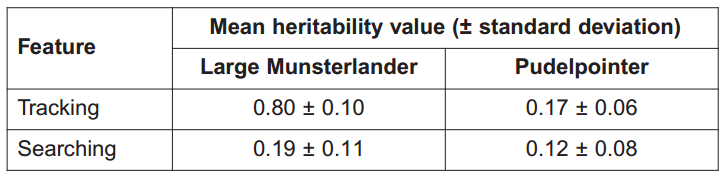 Feature
Mean heritability value (± standard deviation)
Large Munsterlander Pudelpointer
Tracking 0.80 ± 0.10 0.17 ± 0.06
Searching 0.19 ± 0.11 0.12 ± 0.08